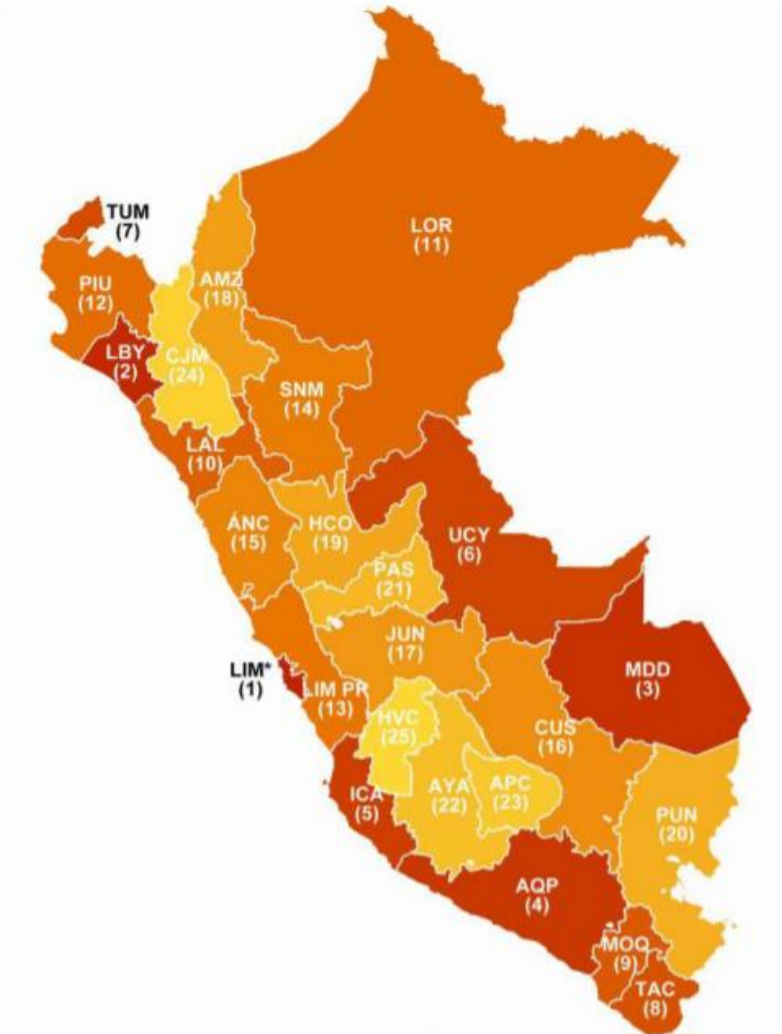 TUM
(7)
LOR
(11)
PIU
(12)
AMZ
(18)
LBY
(2)
CJM
(24)
SNM
(14)
LAL
(10)
ANC
(15)
HCO
(19)
UCY
(6)
PAS
(21)
JUN
(17)
LIM*
(1)
LIM PR
(13)
MDD
(3)
HVC
(25)
CUS
(16)
ICA
(5)
AYA
(22)
APC
(23)
PUN
(20)
AQP
(4)
MOQ
(9)
TAC
(8)